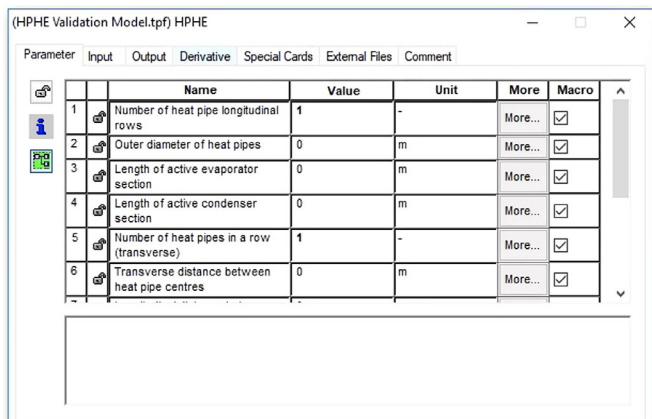 (HPHE Validation Model.tpf) HPHE
Parameter Input Output Derivative Special Cards External Files Comment
Name Value Unit More Macro
1 Number of heat pipe longitudinal rows 1 - More...
2 Outer diameter of heat pipes 0 m More...
3 Length of active evaporator section 0 m More...
4 Length of active condenser section 0 m More...
5 Number of heat pipes in a row (transverse) 1 - More...
6 Transverse distance between heat pipe centres 0 m More...